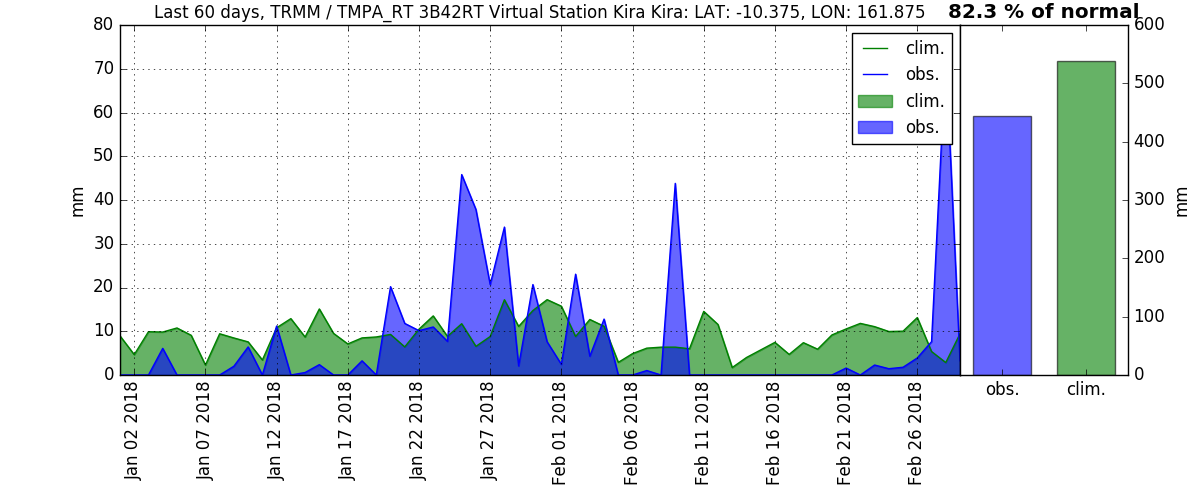 Last 60 days, TRMM / TMPA_RT 3B42RT Virtual Station Kira Kira: LAT: -10.375, LON: 161.875
82.3 % of normal
80
70
60
50
40
30
20
10
0
mm
clim.
obs.
clim.
obs.
600
500
400
300
200
100
0
mm
obs.
clim.
Jan 02 2018
Jan 07 2018
Jan 12 2018
Jan 17 2018
Jan 22 2018
Jan 27 2018
Feb 01 2018
Feb 06 2018
Feb 11 2018
Feb 16 2018
Feb 21 2018
Feb 26 2018